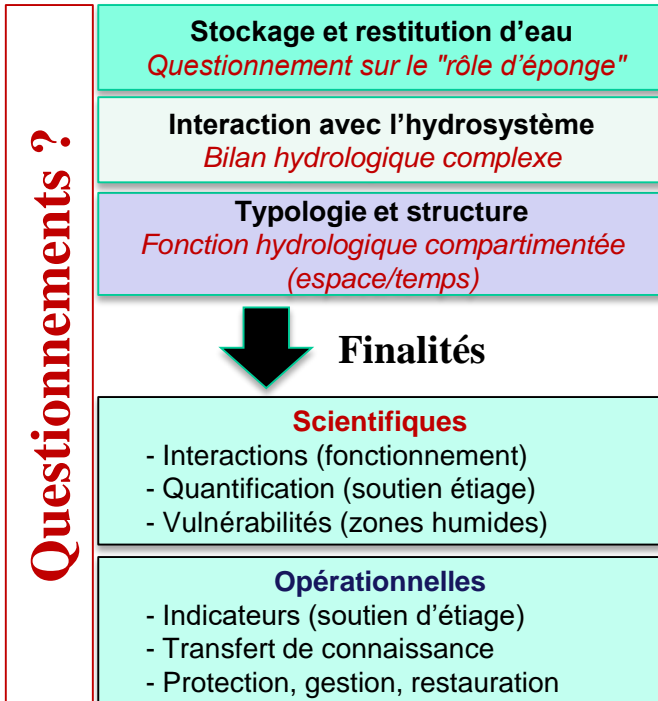 Questionnements ?
Stockage et restitution d’eau
Questionnement sur le "rôle d’éponge"
Interaction avec l’hydrosystème
Bilan hydrologique complexe
Typologie et structure
Fonction hydrologique compartimentée
(espace/temps)
Finalités
Scientifiques
- Interactions (fonctionnement)
- Quantification (soutien étiage)
- Vulnérabilités (zones humides)
Opérationnelles
- Indicateurs (soutien d’étiage)
- Transfert de connaissance
- Protection, gestion, restauration